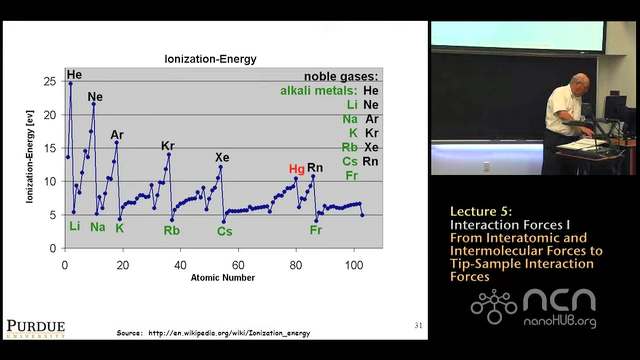 Ionization-Energy
Ionization-Energy [ev]
25
20
15
10
5
0
0
20
40
60
80
100
Atomic Number
He
Ne
Ar
Kr
Xe
Hg
Rn
Li
Na
K
Rb
Cs
Fr
noble gases:
alkali metals: He
Li Ne
Na Ar
K Kr
Rb Xe
Cs Rn
Fr
PURDUE
UNIVERSITY
Source: http://en.wikipedia.org/wiki/Ionization_energy
31
Lecture 5:
Interaction Forces I
From Interatomic and
Intermolecular Forces to
Tip-Sample Interaction
Forces
ncn
nanoHUB.org